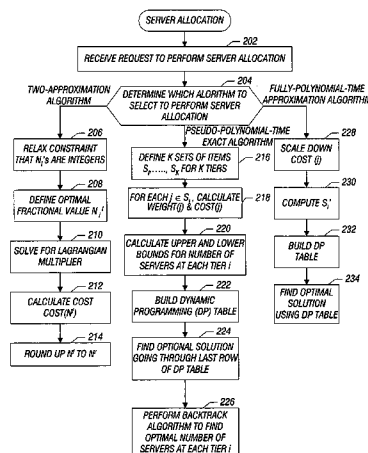 SERVER ALLOCATION
202
RECEIVE REQUEST TO PERFORM SERVER ALLOCATION
204
TWO-APPROXIMATION
ALGORITHM
DETERMINE WHICH ALGORITHM TO
SELECT TO PERFORM SERVER
ALLOCATION
FULLY-POLYNOMIAL-TIME
APPROXIMATION ALGORITHM
206
RELAX CONSTRAINT
THAT Ni's ARE INTEGERS
208
DEFINE OPTIMAL
FRACTIONAL VALUE
210
SOLVE FOR LAGRANGIAN
MULTIPLIER
212
CALCULATE COST
214
ROUND UP
PSEUDO-POLYNOMIAL-TIME
EXACT ALGORITHM
216
DEFINE K SETS OF ITEMS
S1,...., SK FOR K TIERS
218
FOR EACH j ∈ Si, CALCULATE
WEIGHT(j) & COST(j)
220
CALCULATE UPPER AND LOWER
BOUNDS FOR NUMBER OF
SERVERS AT EACH TIER i
222
BUILD DYNAMIC
PROGRAMMING (DP) TABLE
224
FIND OPTIONAL SOLUTION
GOING THROUGH LAST ROW
OF DP TABLE
226
PERFORM BACKTRACK
ALGORITHM TO FIND
OPTIMAL NUMBER OF
SERVERS AT EACH TIER i
228
SCALE DOWN
COST (j)
230
COMPUTE Si'
232
BUILD DP
TABLE
234
FIND OPTIMAL
SOLUTION
USING DP TABLE